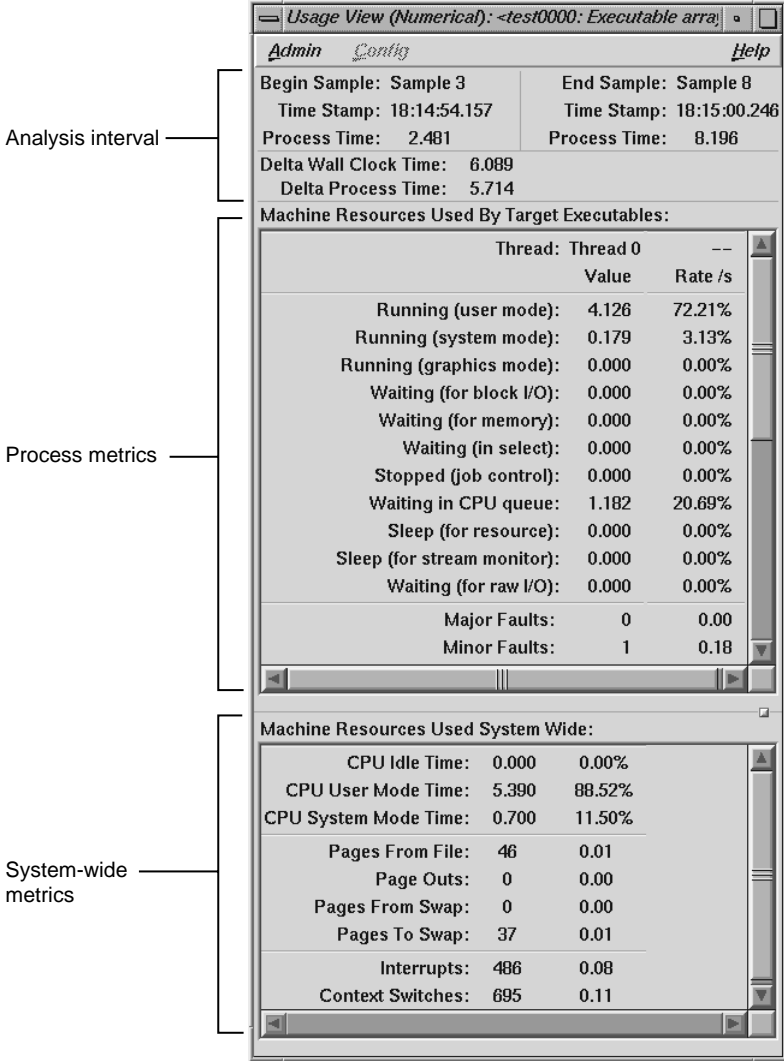 Usage View (Numerical): <test0000: Executable array
Admin Config Help
Analysis interval
Begin Sample: Sample 3 End Sample: Sample 8
Time Stamp: 18:14:54.157 Time Stamp: 18:15:00.246
Process Time: 2.481 Process Time: 8.196
Delta Wall Clock Time: 6.089
Delta Process Time: 5.714
Process metrics
Machine Resources Used By Target Executables:
Thread: Thread 0 --
Value Rate /s
Running (user mode): 4.126 72.21%
Running (system mode): 0.179 3.13%
Running (graphics mode): 0.000 0.00%
Waiting (for block I/O): 0.000 0.00%
Waiting (for memory): 0.000 0.00%
Waiting (in select): 0.000 0.00%
Stopped (job control): 0.000 0.00%
Waiting in CPU queue: 1.182 20.69%
Sleep (for resource): 0.000 0.00%
Sleep (for stream monitor): 0.000 0.00%
Waiting (for raw I/O): 0.000 0.00%
Major Faults: 0 0.00
Minor Faults: 1 0.18
System-wide
metrics
Machine Resources Used System Wide:
CPU Idle Time: 0.000 0.00%
CPU User Mode Time: 5.390 88.52%
CPU System Mode Time: 0.700 11.50%
Pages From File: 46 0.01
Page Outs: 0 0.00
Pages From Swap: 0 0.00
Pages To Swap: 37 0.01
Interrupts: 486 0.08
Context Switches: 695 0.11